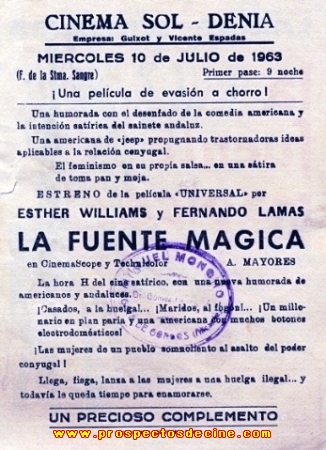 CINEMA SOL - DENIA
Empresa: Guixot y Vicente Espadas
MIERCOLES 10 de JULIO de 1963
(F. de la Stma. Sangre) Primer pase: 9 noche
¡Una película de evasión a chorro!
Una humorada con el desenfado de la comedia americana y
la intención satírica del sainete andaluz.
Una americana de «jeep» propugnando trastornadoras ideas
aplicables a la relación conyugal.
El feminismo en su propia salsa... en una sátira
de toma pan y moja.
ESTRENO de la película «UNIVERSAL» por
ESTHER WILLIAMS y FERNANDO LAMAS
LA FUENTE MAGICA
en CinemaScope y Technicolor A. MAYORES
La hora H del cine satírico, con una nueva humorada de
americanos y andaluces.
¡Casados, a la huelga!... ¡Maridos, al fogón!... ¡Un millo-
nario en plan paria y una americana con muchos botones
electrodomésticos!
¡Las mujeres de un pueblo somnoliento al asalto del poder
conyugal!
Llega, fisga, lanza a las mujeres a una huelga ilegal... y
todavía le queda tiempo para enamorarse.
UN PRECIOSO COMPLEMENTO
MIGUEL
www.prospectosdecine.com